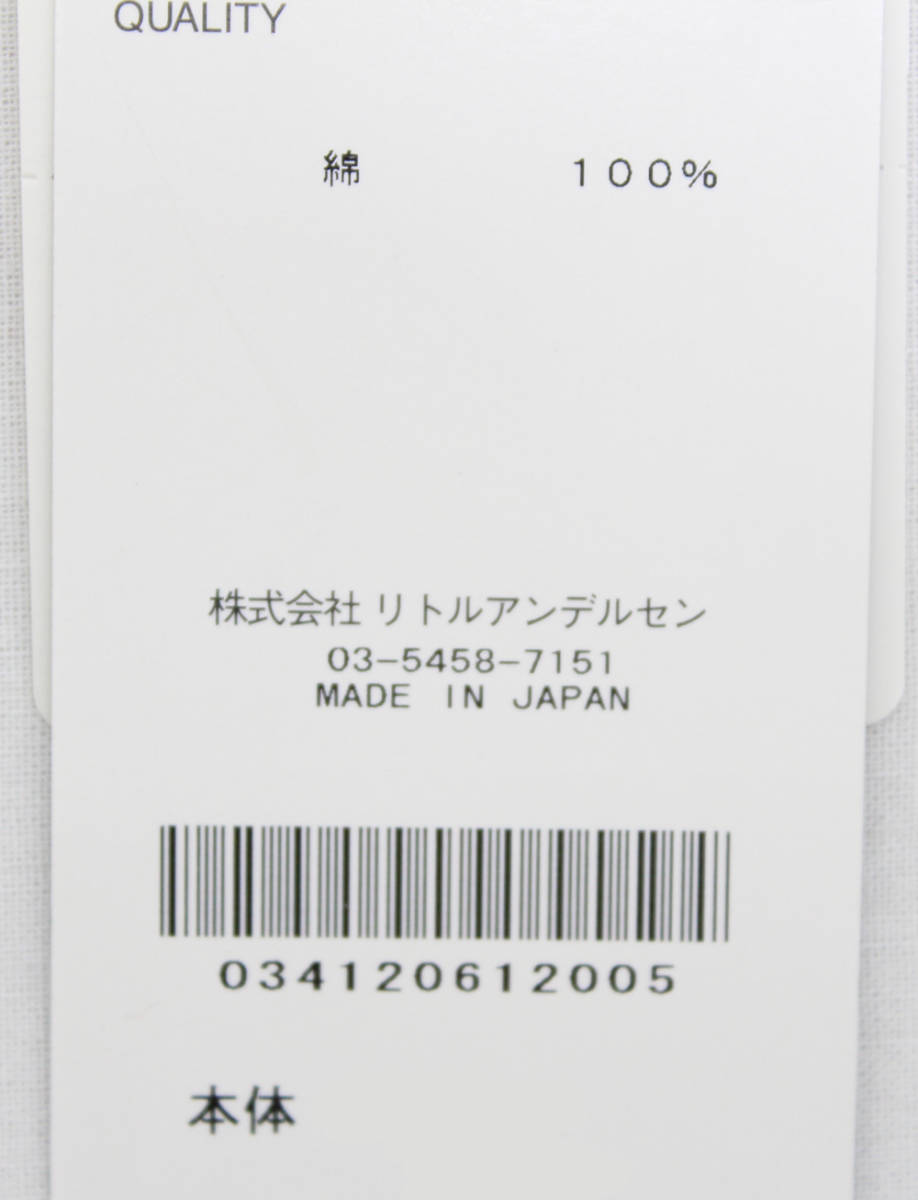 QUALITY
綿 １００％
株式会社 リトルアンデルセン
03-5458-7151
MADE IN JAPAN
034120612005
本体